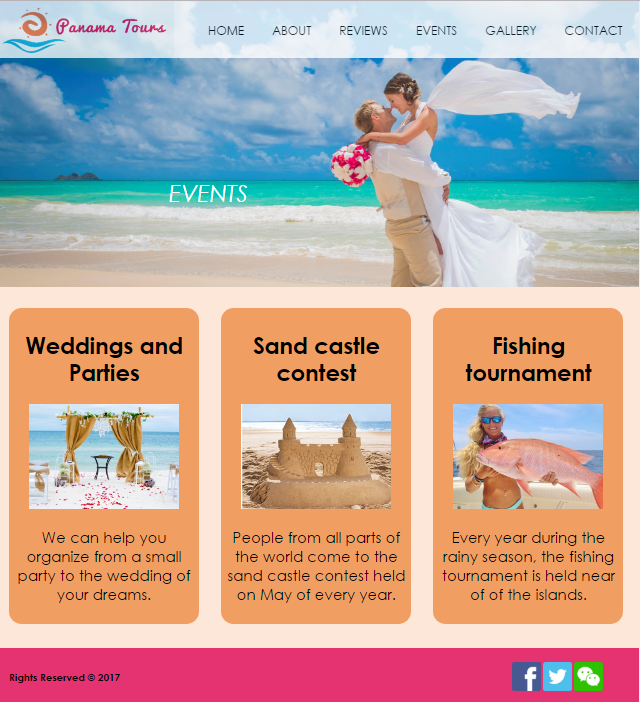 Panama Tours
HOME ABOUT REVIEWS EVENTS GALLERY CONTACT
EVENTS
Weddings and
Parties
We can help you
organize from a small
party to the wedding of
your dreams.
Sand castle
contest
People from all parts of
the world come to the
sand castle contest held
on May of every year.
Fishing
tournament
Every year during the
rainy season, the fishing
tournament is held near
of of the islands.
Rights Reserved © 2017